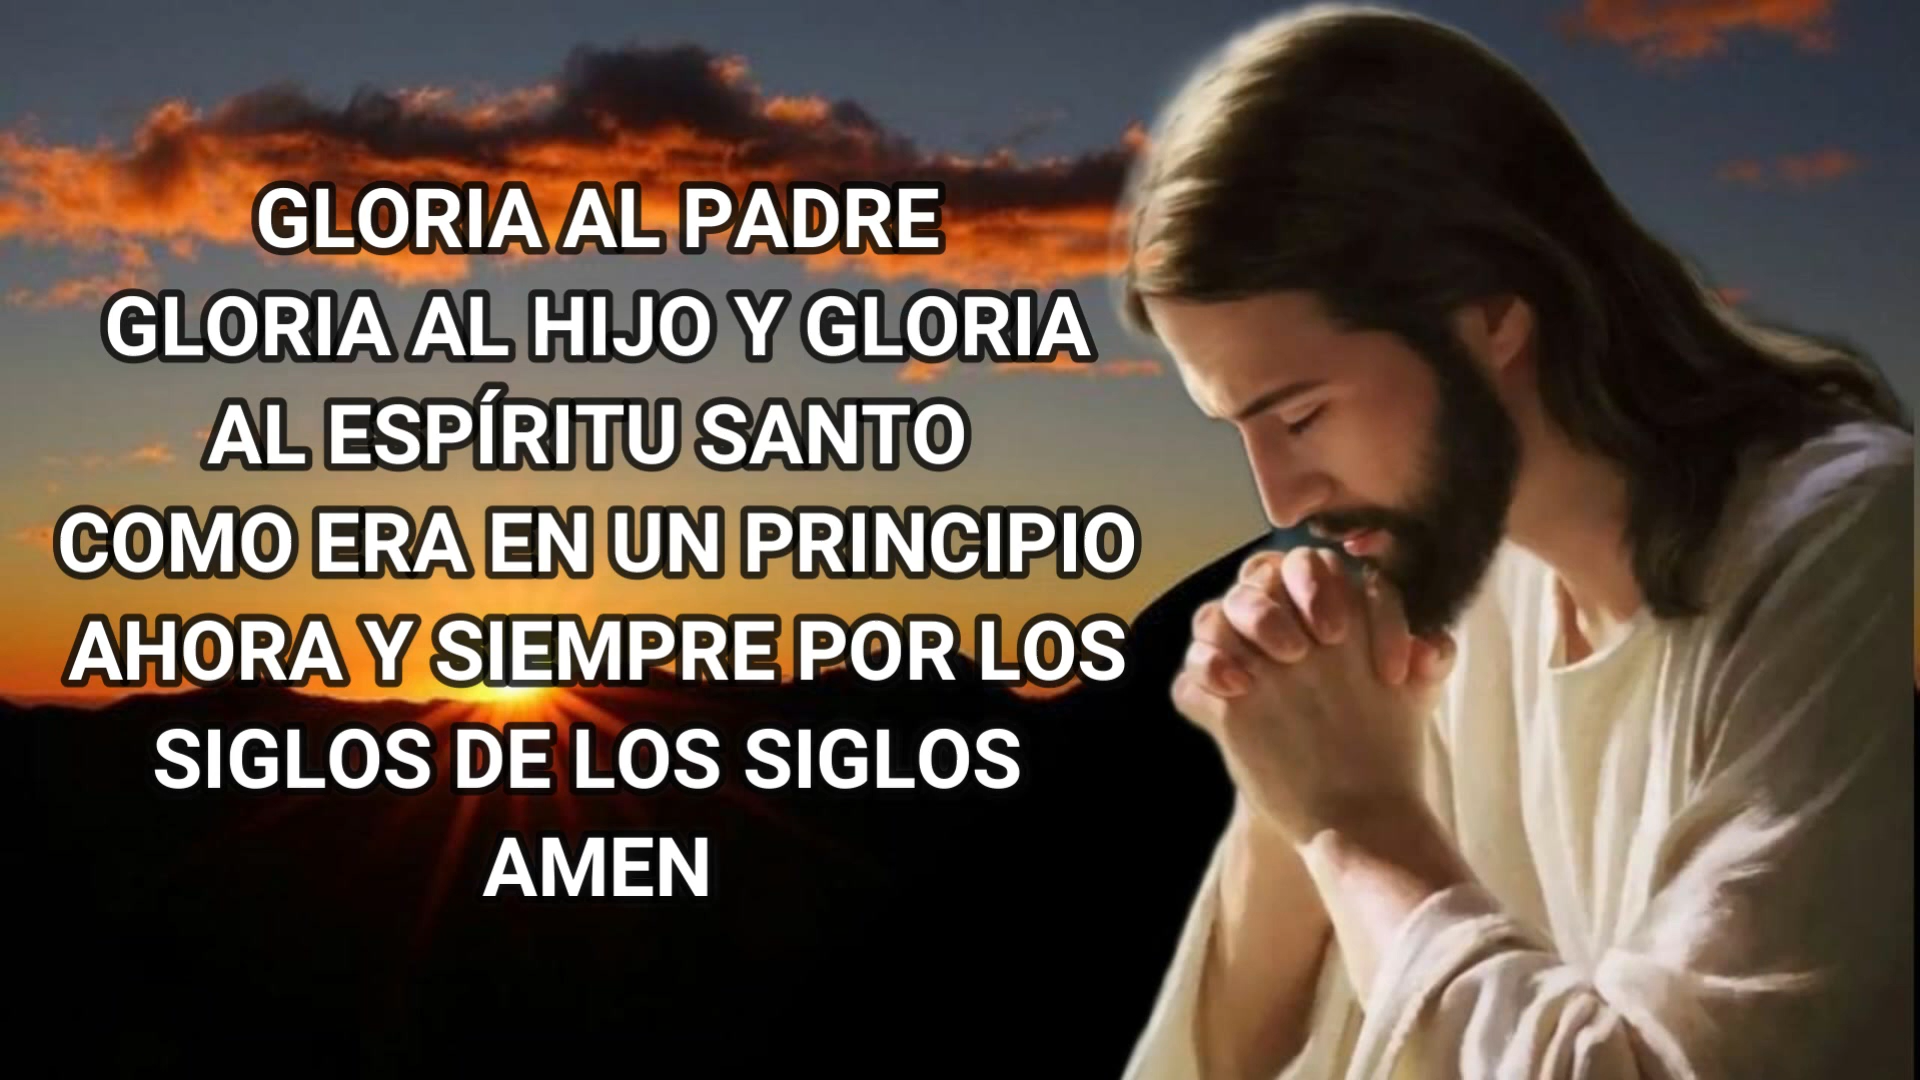 GLORIA AL PADRE
GLORIA AL HIJO Y GLORIA
AL ESPÍRITU SANTO
COMO ERA EN UN PRINCIPIO
AHORA Y SIEMPRE POR LOS
SIGLOS DE LOS SIGLOS
AMEN